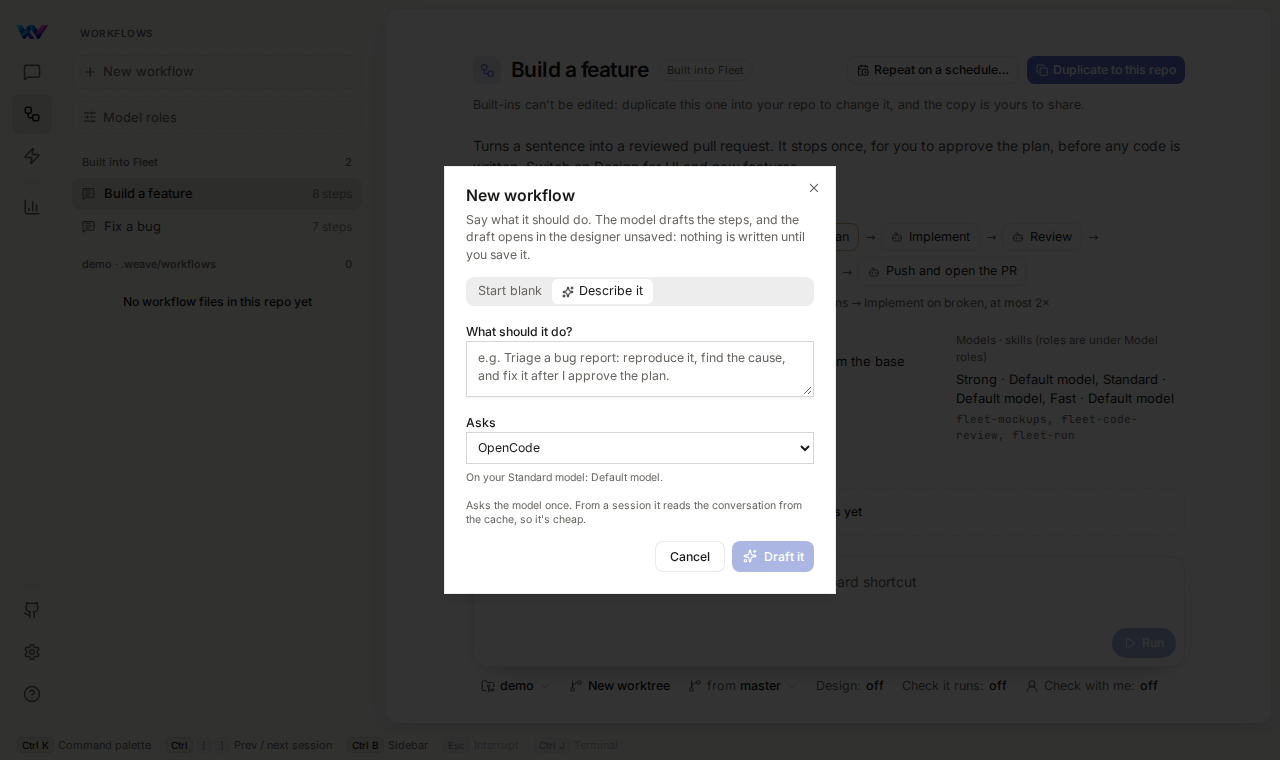 WORKFLOWS
New workflow
Model roles
Built into Fleet 2
Build a feature 8 steps
Fix a bug 7 steps
demo · .weave/workflows 0
No workflow files in this repo yet
Build a feature Built into Fleet Repeat on a schedule... Duplicate to this repo
Built-ins can't be edited: duplicate this one into your repo to change it, and the copy is yours to share.
Turns a sentence into a reviewed pull request. It stops once, for you to approve the plan, before any code is
an → Implement → Review →
→ Push and open the PR
ns → Implement on broken, at most 2×
m the base
Models · skills (roles are under Model
roles)
Strong · Default model, Standard ·
Default model, Fast · Default model
fleet-mockups, fleet-code-
review, fleet-run
s yet
ard shortcut
Run
demo New worktree from master Design: off Check it runs: off Check with me: off
New workflow
Say what it should do. The model drafts the steps, and the
draft opens in the designer unsaved: nothing is written until
you save it.
Start blank Describe it
What should it do?
e.g. Triage a bug report: reproduce it, find the cause,
and fix it after I approve the plan.
Asks
OpenCode
On your Standard model: Default model.
Asks the model once. From a session it reads the conversation from
the cache, so it's cheap.
Cancel Draft it
Ctrl K Command palette Ctrl [ ] Prev / next session Ctrl B Sidebar Esc Interrupt Ctrl J Terminal